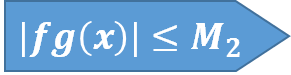 |fg(x)| ≤ M₂